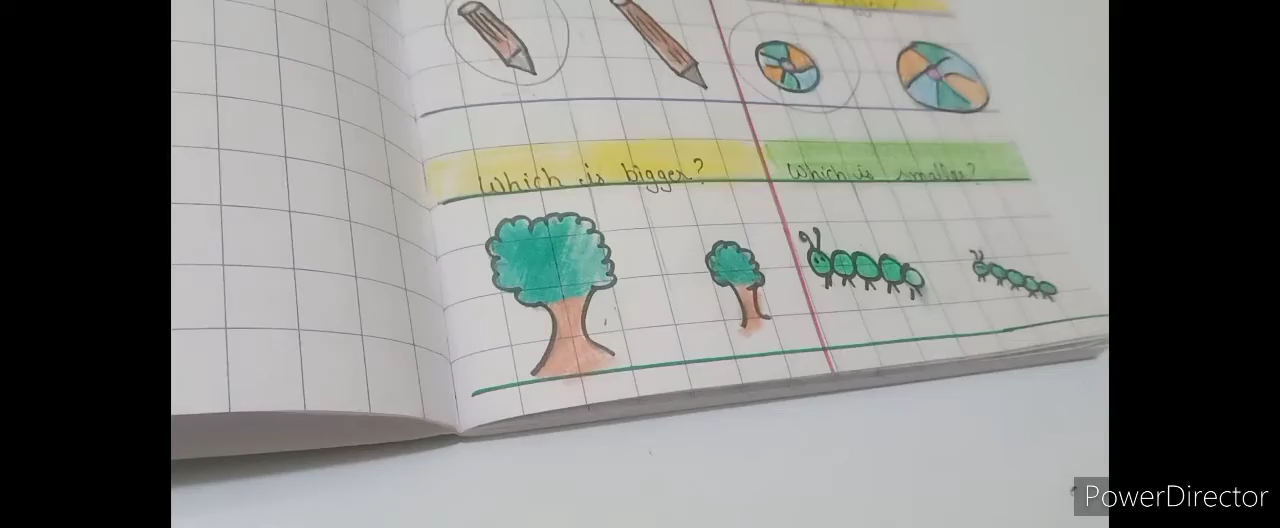 Which is bigger?
Which is smaller?
PowerDirector